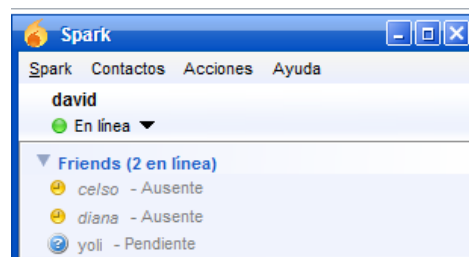 Spark
Spark Contactos Acciones Ayuda
david
En línea
Friends (2 en línea)
celso - Ausente
diana - Ausente
yoli - Pendiente